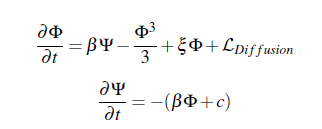 ∂Φ/∂t = βΨ − Φ³/3 + ξΦ + ℒ_Diffusion
∂Ψ/∂t = −(βΦ + c)